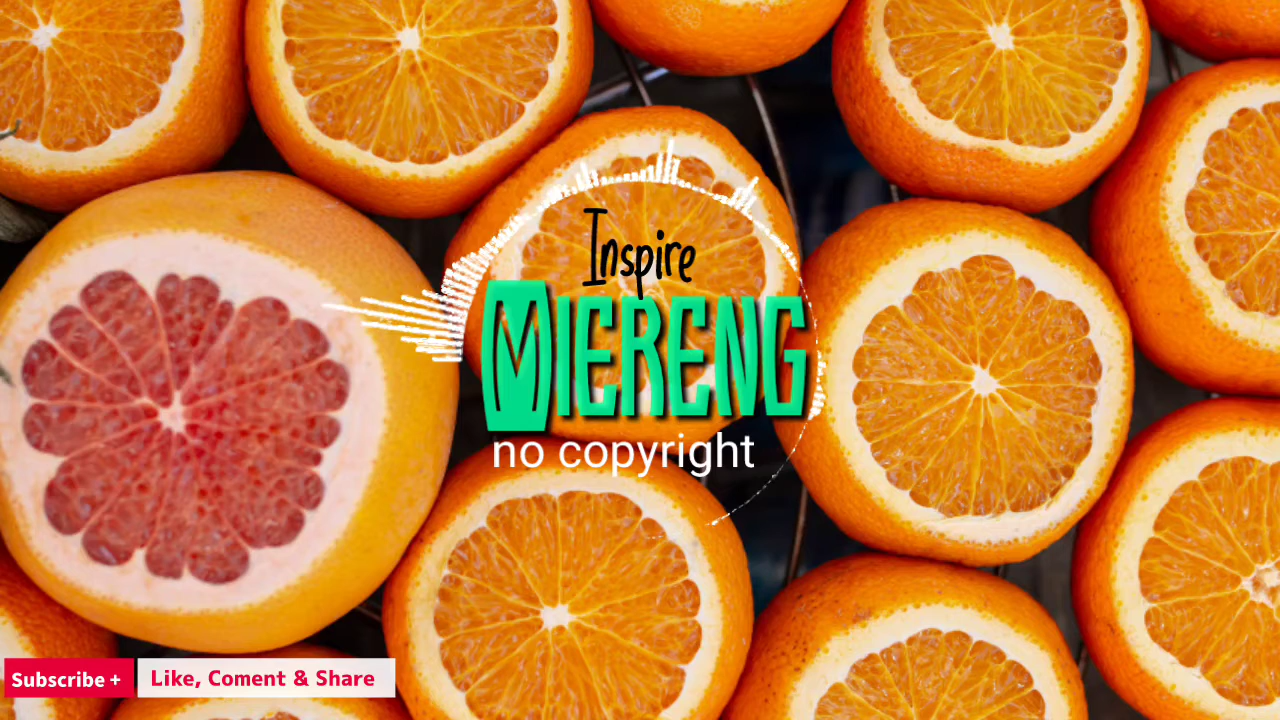 Inspire
MIERENG
no copyright
Subscribe +
Like, Coment & Share